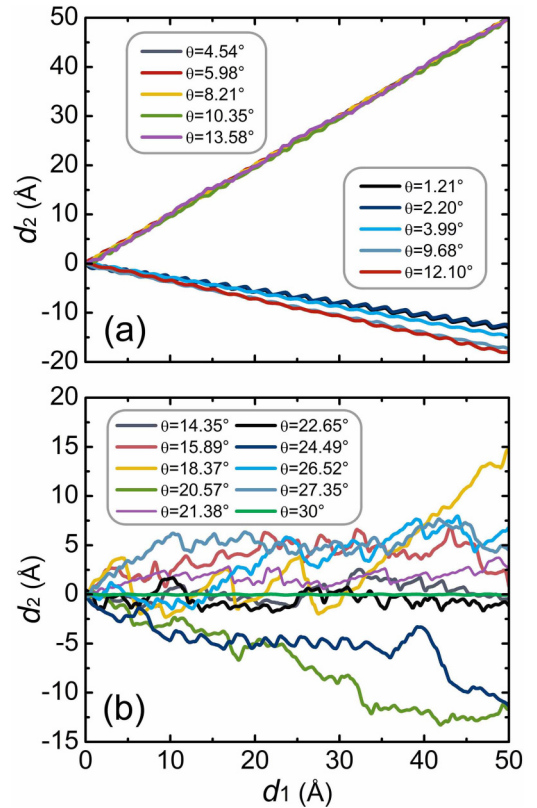 50
40
30
20
10
0
-10
-20
d2 (Å)
θ=4.54°
θ=5.98°
θ=8.21°
θ=10.35°
θ=13.58°
θ=1.21°
θ=2.20°
θ=3.99°
θ=9.68°
θ=12.10°
(a)
20
15
10
5
0
-5
-10
-15
d2 (Å)
θ=14.35° θ=22.65°
θ=15.89° θ=24.49°
θ=18.37° θ=26.52°
θ=20.57° θ=27.35°
θ=21.38° θ=30°
(b)
0 10 20 30 40 50
d1 (Å)